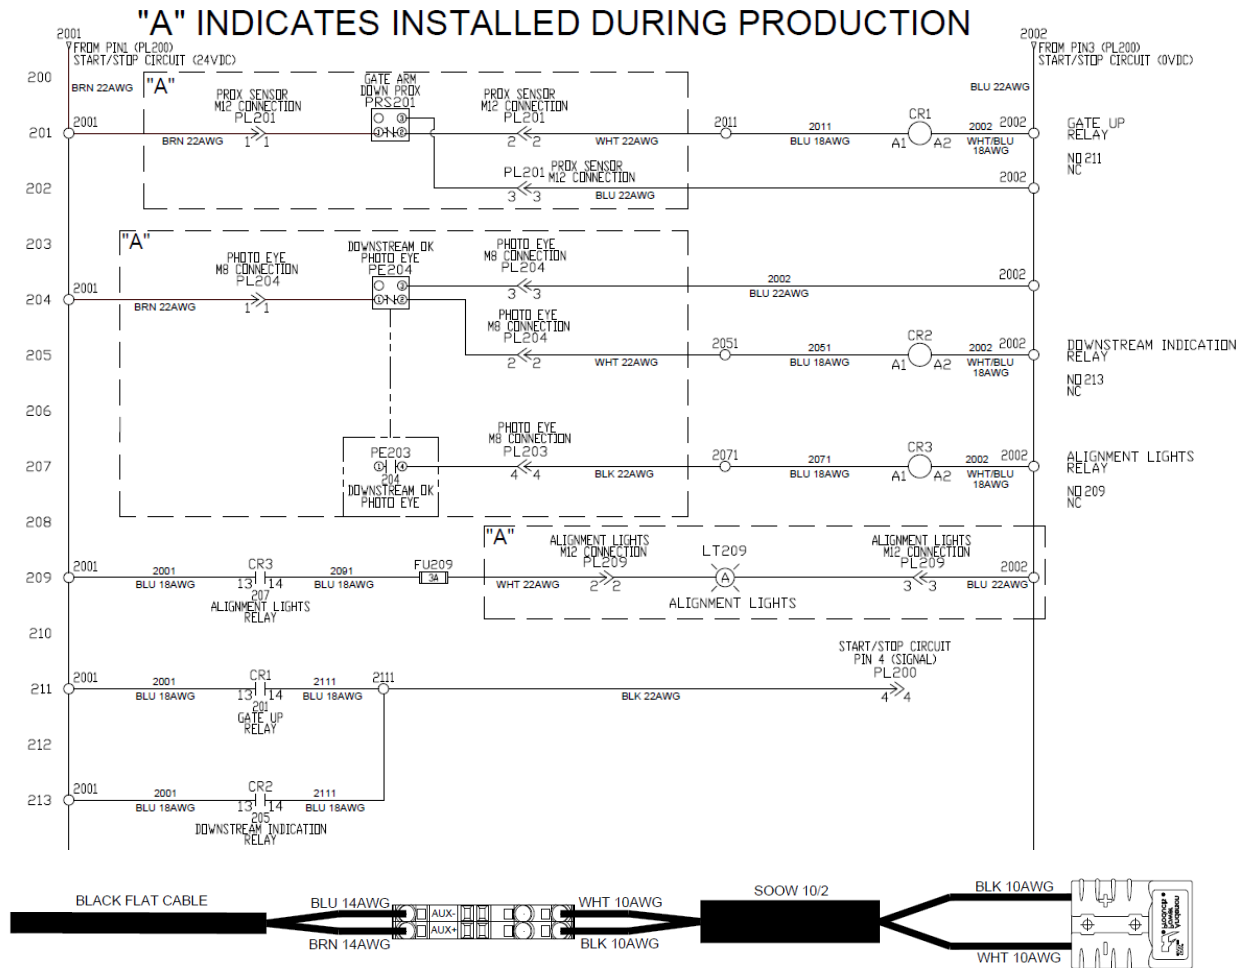 "A" INDICATES INSTALLED DURING PRODUCTION
2001
FROM PIN1 (PL200)
START/STOP CIRCUIT (24VDC)
2002
FROM PIN3 (PL200)
START/STOP CIRCUIT (0VDC)
200
BRN 22AWG
"A"
GATE ARM
DOWN PROX
PRS201
PROX SENSOR
M12 CONNECTION
PL201
PROX SENSOR
M12 CONNECTION
PL201
BLU 22AWG
201
2001
BRN 22AWG
1 1
3
1 N 2
2 2
WHT 22AWG
2011
2011
BLU 18AWG
CR1
A1 A2
2002
WHT/BLU
18AWG
2002
GATE UP
RELAY
NO 211
NC
202
PL201
PROX SENSOR
M12 CONNECTION
3 3
BLU 22AWG
2002
203
"A"
PHOTO EYE
M8 CONNECTION
PL204
DOWNSTREAM OK
PHOTO EYE
PE204
PHOTO EYE
M8 CONNECTION
PL204
3 3
2002
BLU 22AWG
2002
204
2001
BRN 22AWG
1 1
3
1 N 2
PHOTO EYE
M8 CONNECTION
PL204
205
2 2
WHT 22AWG
2051
2051
BLU 18AWG
CR2
A1 A2
2002
WHT/BLU
18AWG
2002
DOWNSTREAM INDICATION
RELAY
NO 213
NC
206
PHOTO EYE
M8 CONNECTION
PL203
207
PE203
1 4
204
DOWNSTREAM OK
PHOTO EYE
4 4
BLK 22AWG
2071
2071
BLU 18AWG
CR3
A1 A2
2002
WHT/BLU
18AWG
2002
ALIGNMENT LIGHTS
RELAY
NO 209
NC
208
"A"
ALIGNMENT LIGHTS
M12 CONNECTION
PL209
LT209
ALIGNMENT LIGHTS
M12 CONNECTION
PL209
209
2001
2001
BLU 18AWG
CR3
13 14
207
ALIGNMENT LIGHTS
RELAY
2091
BLU 18AWG
FU209
3A
WHT 22AWG
2 2
A
ALIGNMENT LIGHTS
3 3
2002
BLU 22AWG
210
START/STOP CIRCUIT
PIN 4 (SIGNAL)
PL200
211
2001
2001
BLU 18AWG
CR1
13 14
201
GATE UP
RELAY
2111
BLU 18AWG
2111
BLK 22AWG
4 4
212
213
2001
2001
BLU 18AWG
CR2
13 14
205
DOWNSTREAM INDICATION
RELAY
2111
BLU 18AWG
BLACK FLAT CABLE
BLU 14AWG
BRN 14AWG
AUX-
AUX+
WHT 10AWG
BLK 10AWG
SOOW 10/2
BLK 10AWG
WHT 10AWG